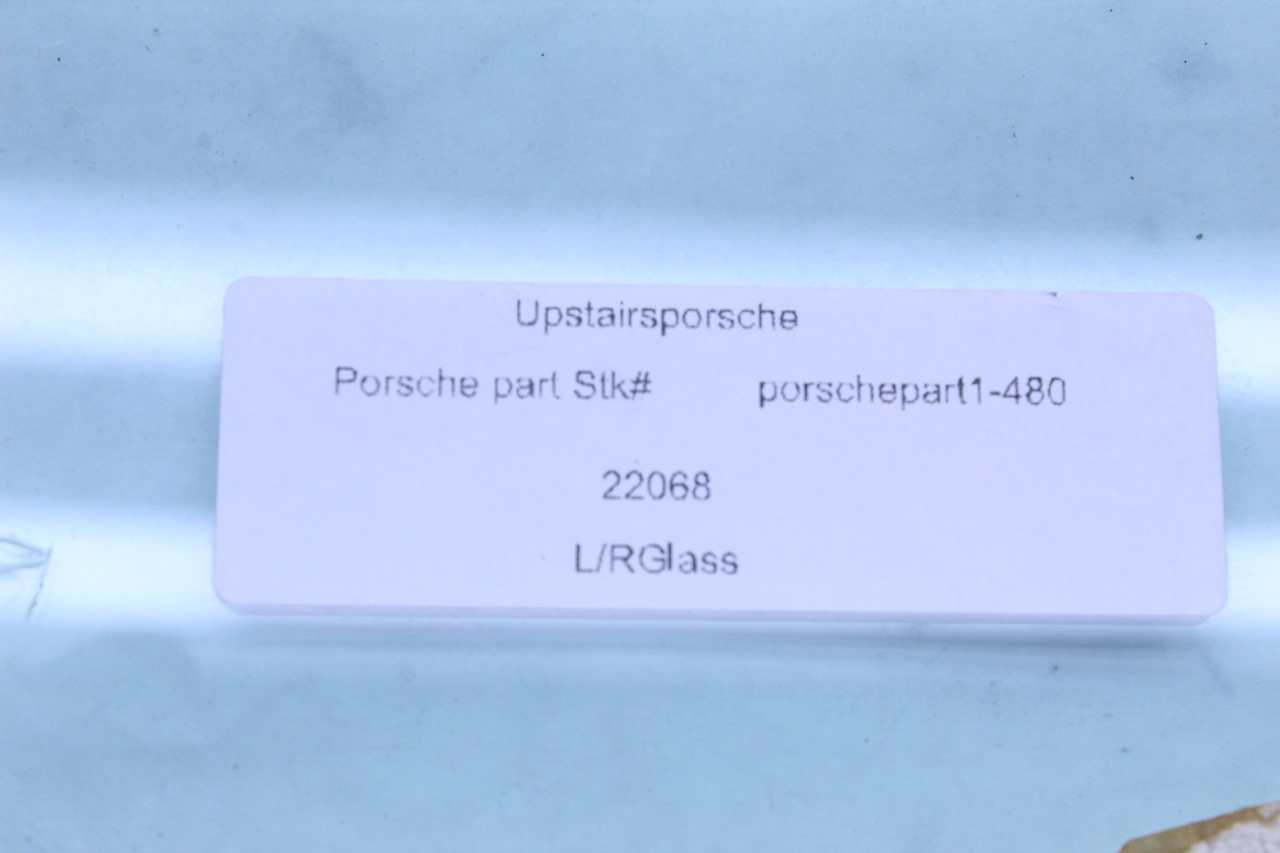 Upstairsporsche
Porsche part Stk# porschepart1-480
22068
L/RGlass